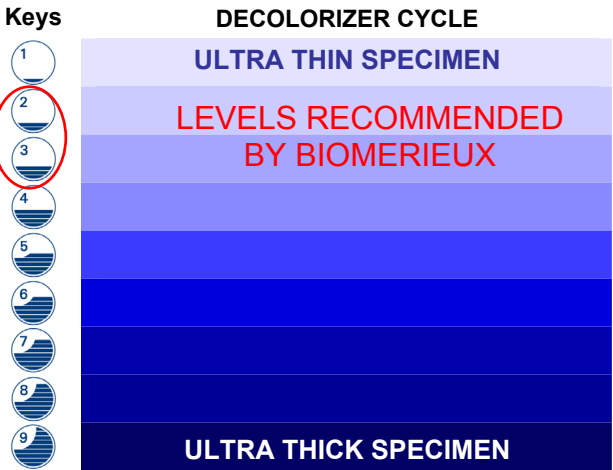 Keys
DECOLORIZER CYCLE
1
ULTRA THIN SPECIMEN
2
LEVELS RECOMMENDED
3
BY BIOMERIEUX
4
5
6
7
8
9
ULTRA THICK SPECIMEN